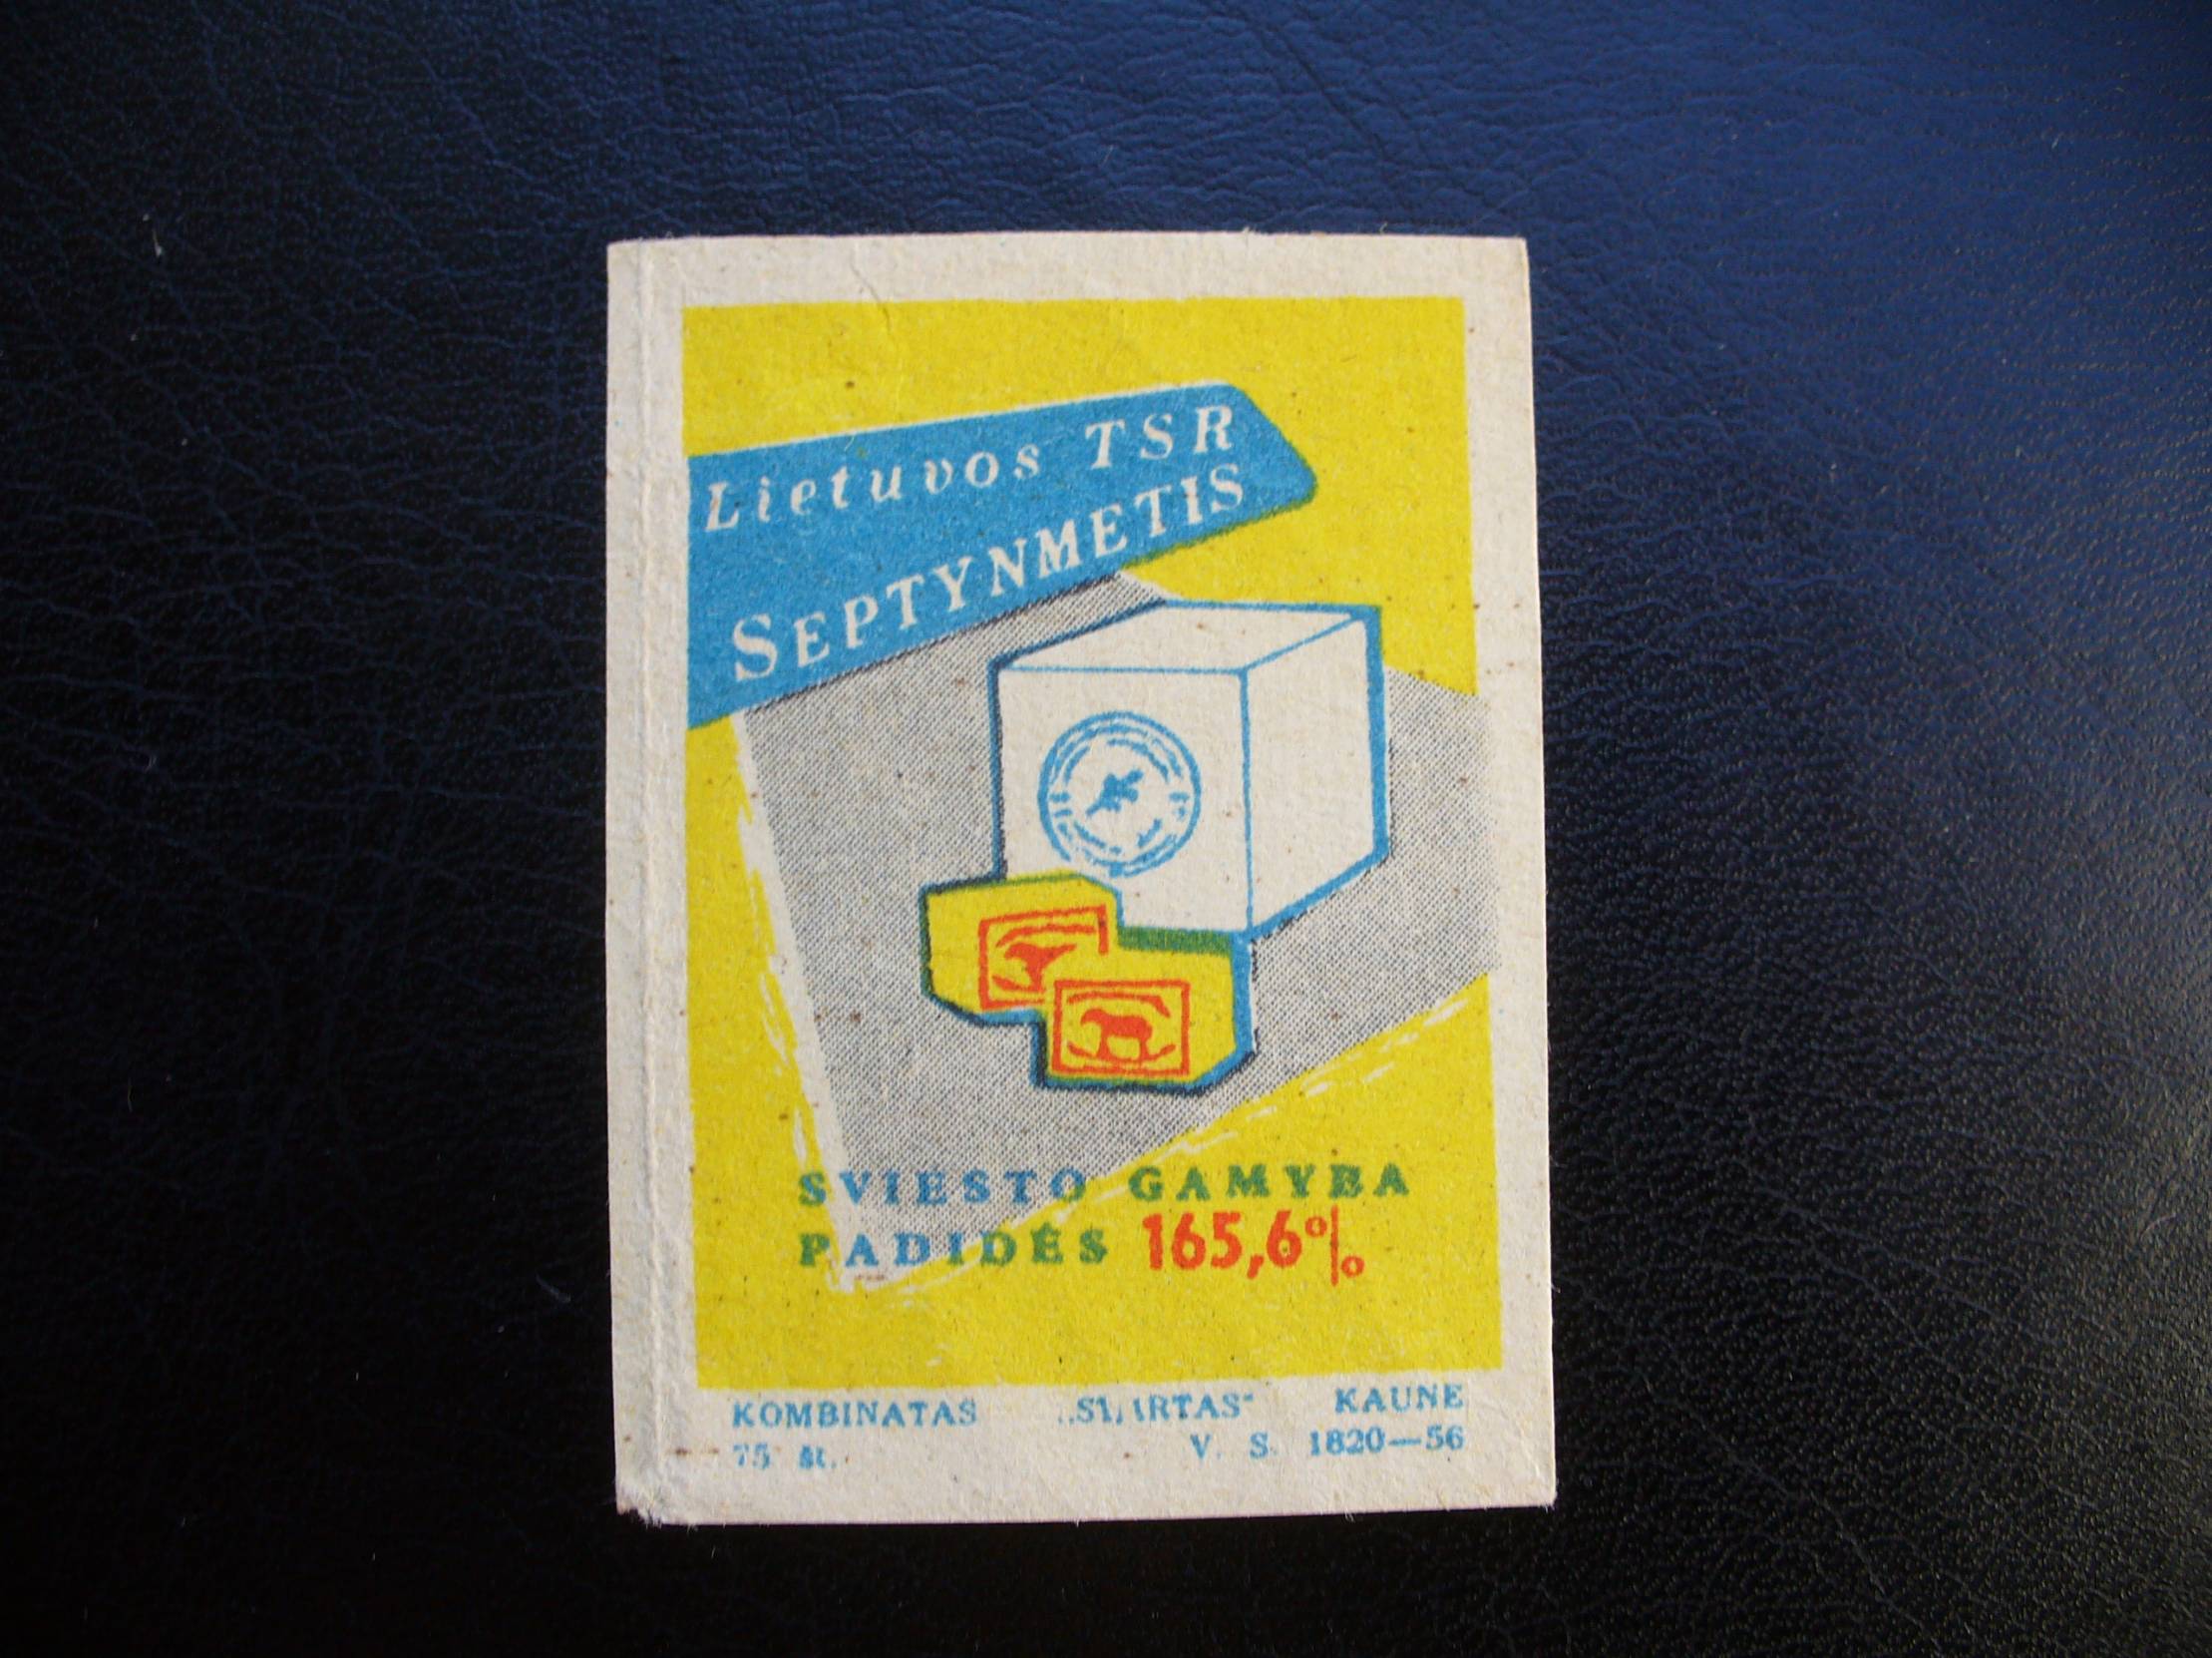 Lietuvos TSR
SEPTYNMETIS
SVIESTO GAMYBA
PADIDĖS 165,6%
KOMBINATAS KAUNE
75 št. V. S. 1820—56